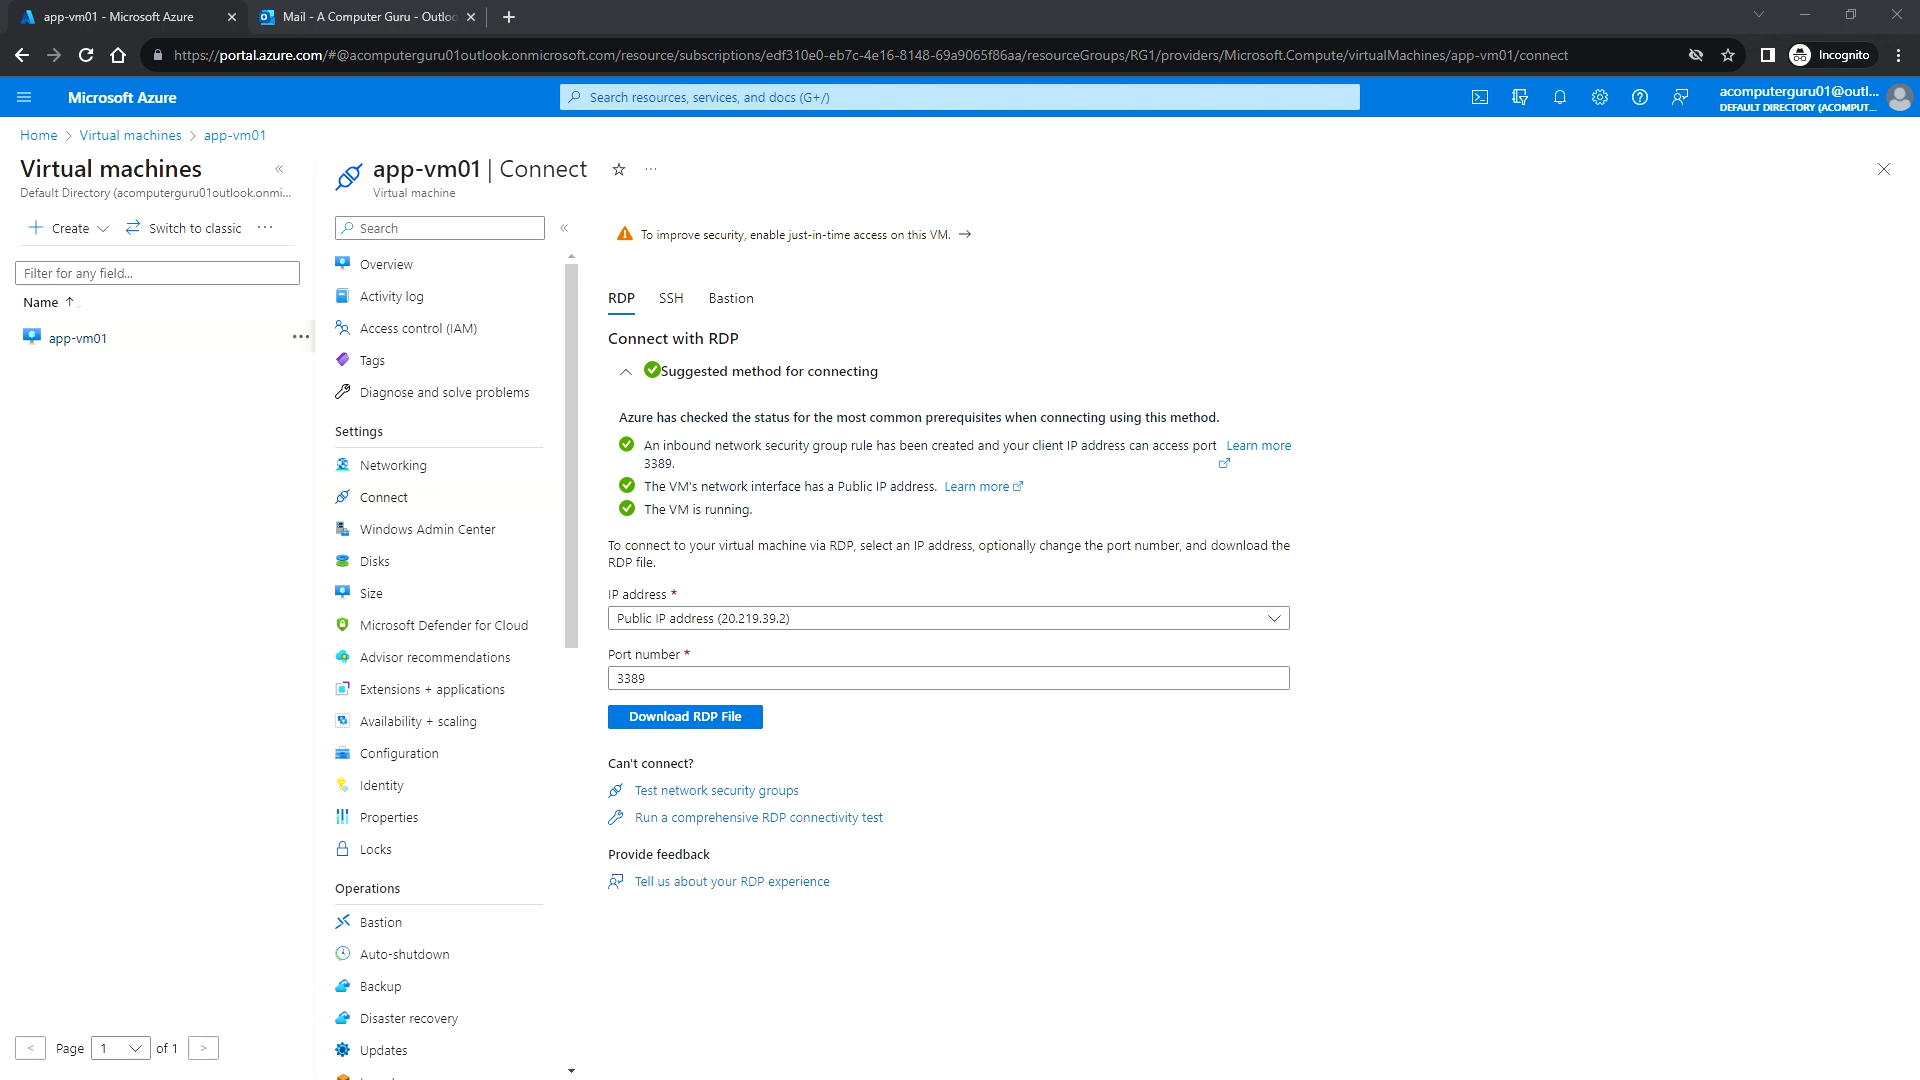 app-vm01 - Microsoft Azure
Mail - A Computer Guru - Outloo
https://portal.azure.com/#@acomputerguru01outlook.onmicrosoft.com/resource/subscriptions/edf310e0-eb7c-4e16-8148-69a9065f86aa/resourceGroups/RG1/providers/Microsoft.Compute/virtualMachines/app-vm01/connect
Incognito
Microsoft Azure
Search resources, services, and docs (G+/)
acomputerguru01@outl...
DEFAULT DIRECTORY (ACOMPUT...
Home > Virtual machines > app-vm01
Virtual machines
Default Directory (acomputerguru01outlook.onmi...
Create
Switch to classic
Filter for any field...
Name ↑
app-vm01
Page 1 of 1
app-vm01 | Connect
Virtual machine
Search
Overview
Activity log
Access control (IAM)
Tags
Diagnose and solve problems
Settings
Networking
Connect
Windows Admin Center
Disks
Size
Microsoft Defender for Cloud
Advisor recommendations
Extensions + applications
Availability + scaling
Configuration
Identity
Properties
Locks
Operations
Bastion
Auto-shutdown
Backup
Disaster recovery
Updates
To improve security, enable just-in-time access on this VM. →
RDP SSH Bastion
Connect with RDP
Suggested method for connecting
Azure has checked the status for the most common prerequisites when connecting using this method.
An inbound network security group rule has been created and your client IP address can access port Learn more
3389.
The VM's network interface has a Public IP address. Learn more
The VM is running.
To connect to your virtual machine via RDP, select an IP address, optionally change the port number, and download the
RDP file.
IP address *
Public IP address (20.219.39.2)
Port number *
3389
Download RDP File
Can't connect?
Test network security groups
Run a comprehensive RDP connectivity test
Provide feedback
Tell us about your RDP experience